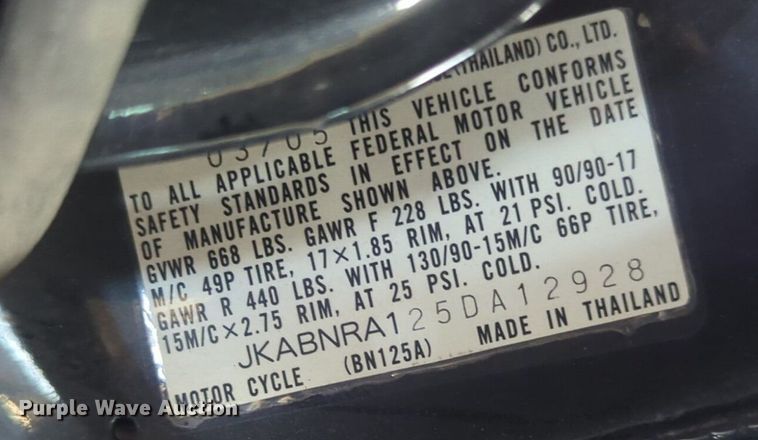 (THAILAND) CO., LTD.
03/05 THIS VEHICLE CONFORMS
TO ALL APPLICABLE FEDERAL MOTOR VEHICLE
SAFETY STANDARDS IN EFFECT ON THE DATE
OF MANUFACTURE SHOWN ABOVE.
GVWR 668 LBS. GAWR F 228 LBS. WITH 90/90-17
M/C 49P TIRE, 17×1.85 RIM, AT 21 PSI. COLD.
GAWR R 440 LBS. WITH 130/90-15M/C 66P TIRE,
15M/C×2.75 RIM, AT 25 PSI. COLD.
JKABNRA125DA12928
MOTOR CYCLE (BN125A) MADE IN THAILAND
Purple Wave Auction